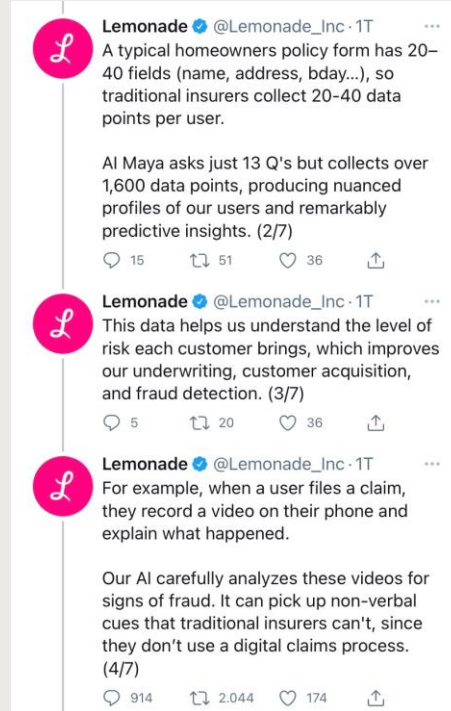 Lemonade @Lemonade_Inc · 1T
A typical homeowners policy form has 20–
40 fields (name, address, bday...), so
traditional insurers collect 20-40 data
points per user.
AI Maya asks just 13 Q's but collects over
1,600 data points, producing nuanced
profiles of our users and remarkably
predictive insights. (2/7)
15 51 36
Lemonade @Lemonade_Inc · 1T
This data helps us understand the level of
risk each customer brings, which improves
our underwriting, customer acquisition,
and fraud detection. (3/7)
5 20 36
Lemonade @Lemonade_Inc · 1T
For example, when a user files a claim,
they record a video on their phone and
explain what happened.
Our AI carefully analyzes these videos for
signs of fraud. It can pick up non-verbal
cues that traditional insurers can't, since
they don’t use a digital claims process.
(4/7)
914 2.044 174